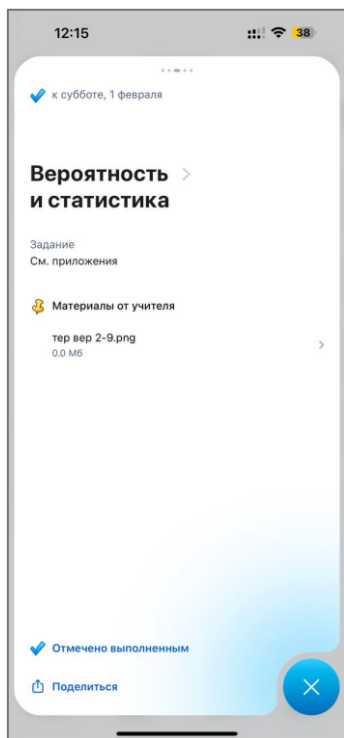 12:15
38
к субботе, 1 февраля
Вероятность
и статистика
Задание
См. приложения
Материалы от учителя
тер вер 2-9.png
0.0 Мб
Отмечено выполненным
Поделиться